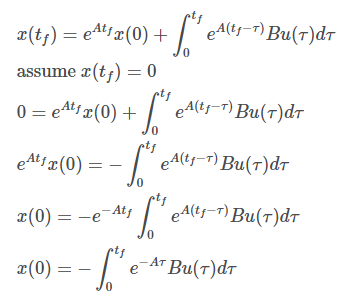 x(t_f) = e^{At_f}x(0) + ∫_0^{t_f} e^{A(t_f−τ)}Bu(τ)dτ
assume x(t_f) = 0
0 = e^{At_f}x(0) + ∫_0^{t_f} e^{A(t_f−τ)}Bu(τ)dτ
e^{At_f}x(0) = −∫_0^{t_f} e^{A(t_f−τ)}Bu(τ)dτ
x(0) = −e^{−At_f} ∫_0^{t_f} e^{A(t_f−τ)}Bu(τ)dτ
x(0) = −∫_0^{t_f} e^{−Aτ}Bu(τ)dτ